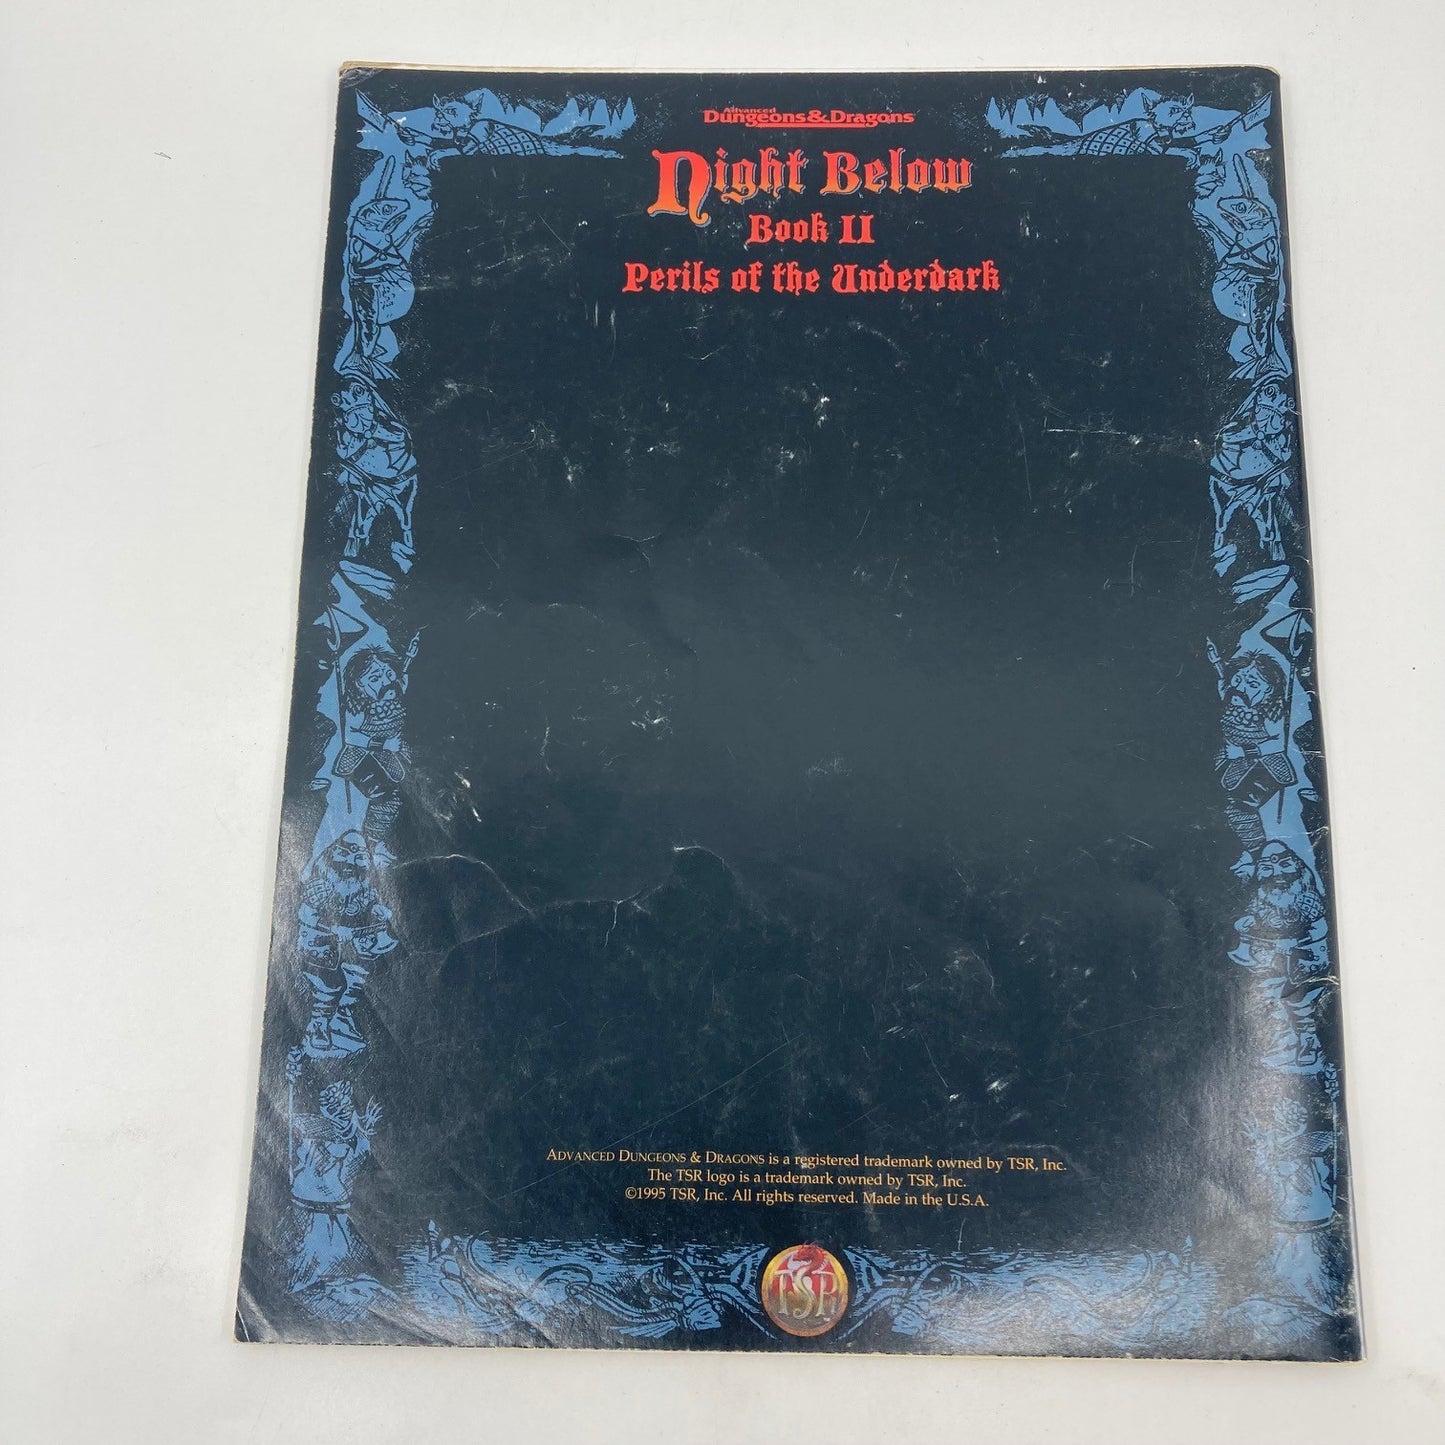 Advanced
Dungeons & Dragons
Night Below
Book II
Perils of the Underdark
ADVANCED DUNGEONS & DRAGONS is a registered trademark owned by TSR, Inc.
The TSR logo is a trademark owned by TSR, Inc.
©1995 TSR, Inc. All rights reserved. Made in the U.S.A.
TSR